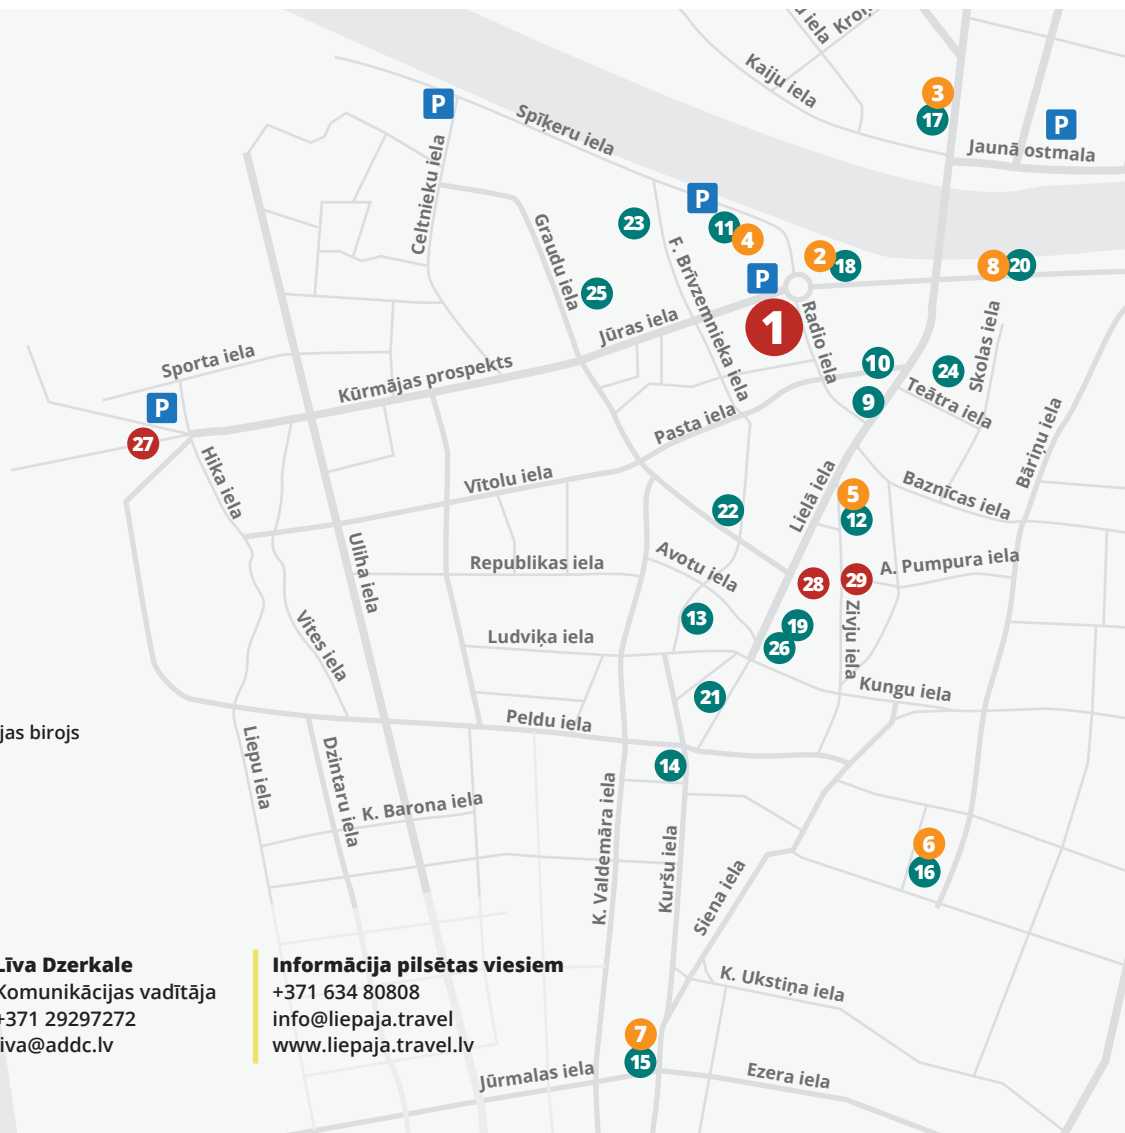 iela
Kroņ
Kaiju iela
3
17
P
P
Jaunā ostmala
Spīķeru iela
Celtnieku iela
P
23
11
4
2
18
8
20
Graudu iela
F. Brīvzemnieka iela
P
25
1
Radio iela
Jūras iela
Skolas iela
Sporta iela
Kūrmājas prospekts
10
24
9
Teātra iela
P
27
Pasta iela
Bāriņu iela
Hika iela
Vītolu iela
Lielā iela
5
12
Baznīcas iela
22
Uliha iela
Republikas iela
Avotu iela
28
29
A. Pumpura iela
Vites iela
Ludviķa iela
13
19
26
Zivju iela
21
Kungu iela
Peldu iela
jas birojs
Liepu iela
Dzintaru iela
14
K. Barona iela
K. Valdemāra iela
Kuršu iela
6
16
Siena iela
Līva Dzerkale
Komunikācijas vadītāja
+371 29297272
iva@addc.lv
Informācija pilsētas viesiem
+371 634 80808
info@liepaja.travel
www.liepaja.travel.lv
K. Ukstiņa iela
7
15
Jūrmalas iela
Ezera iela